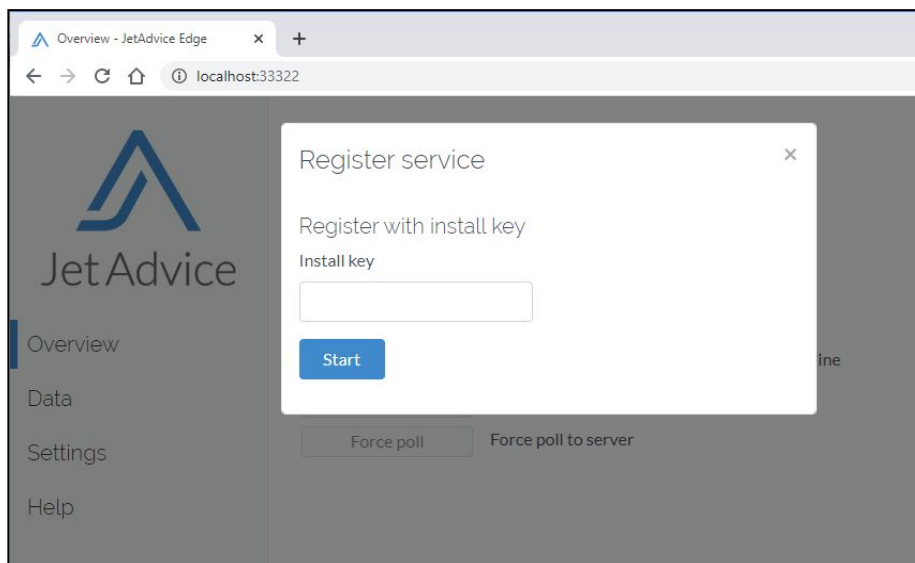 Overview - JetAdvice Edge
localhost:33322
JetAdvice
Overview
Data
Settings
Help
Register service
Register with install key
Install key
Start
ine
Force poll
Force poll to server